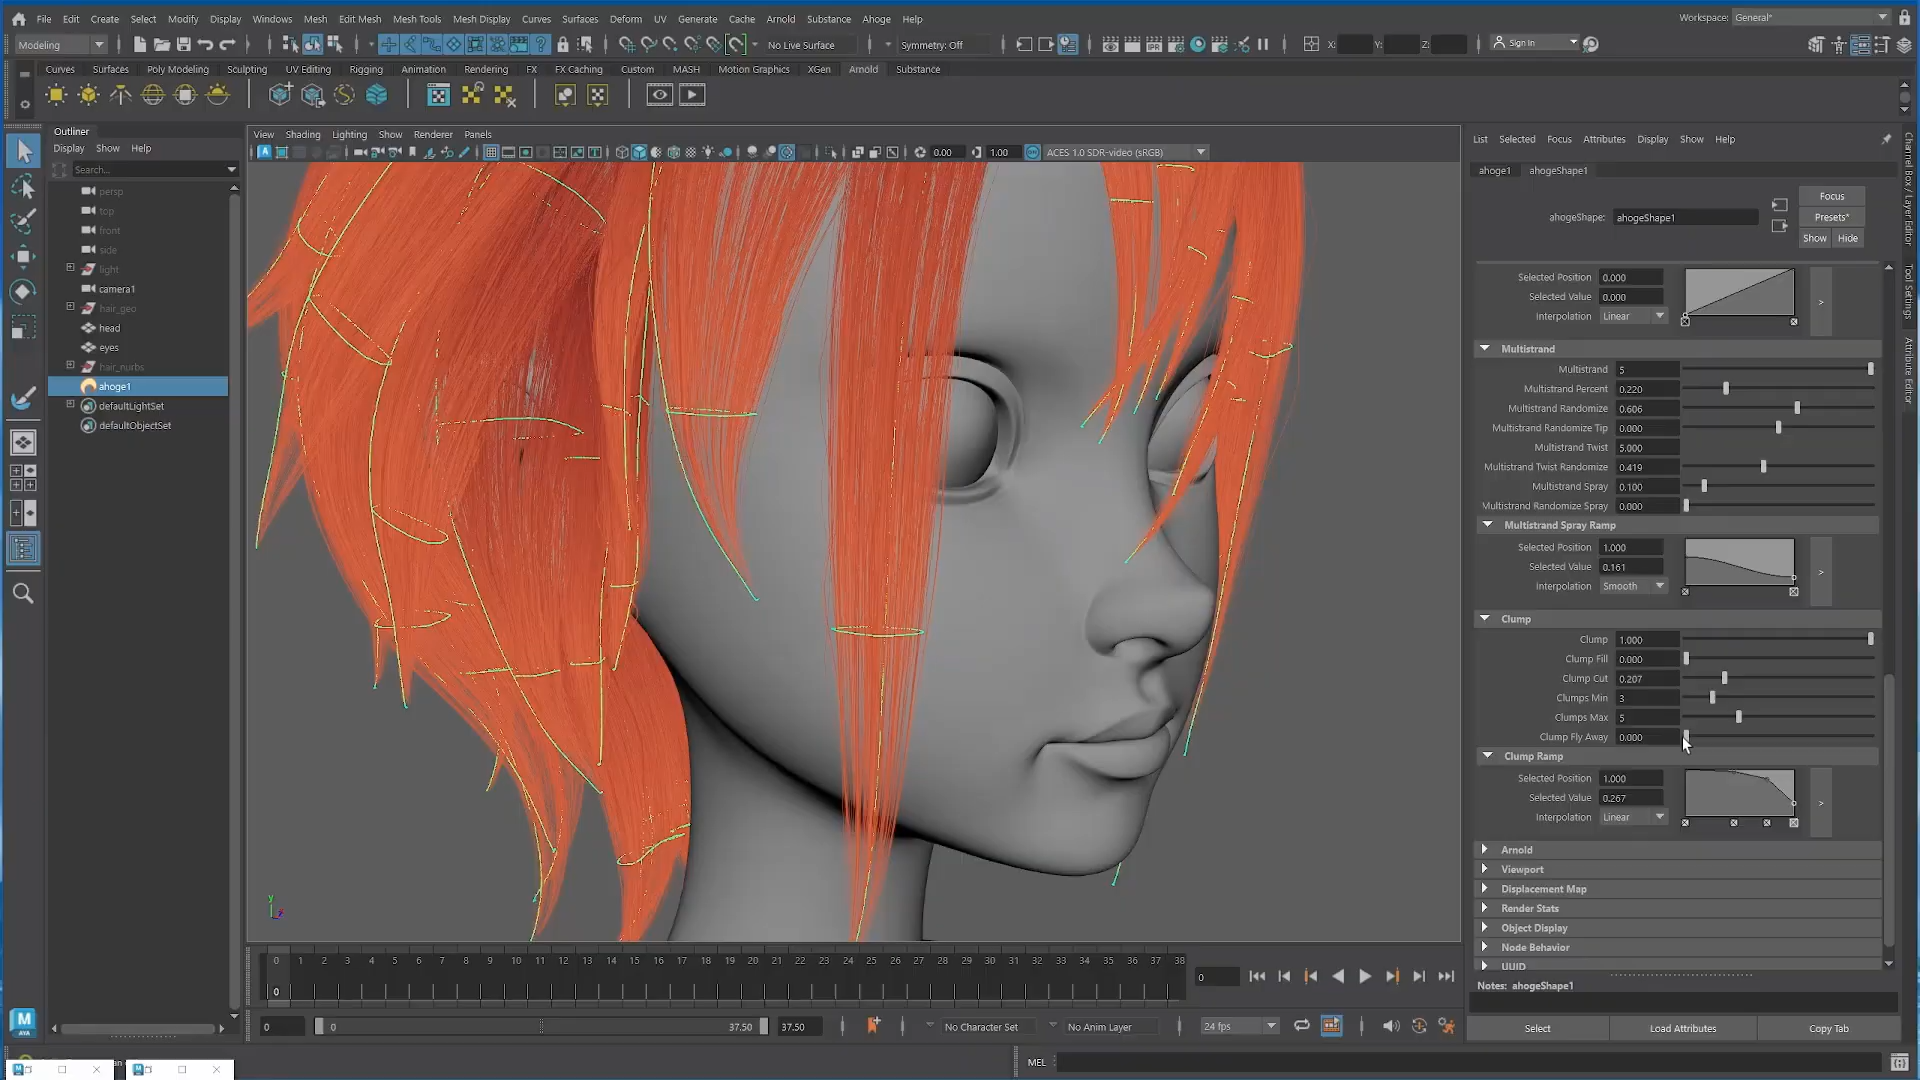 File Edit Create Select Modify Display Windows Mesh Edit Mesh Mesh Tools Mesh Display Curves Surfaces Deform UV Generate Cache Arnold Substance Ahoge Help
Workspace: General*
Modeling
No Live Surface
Symmetry: Off
X: Y: Z:
Sign In
Curves Surfaces Poly Modeling Sculpting UV Editing Rigging Animation Rendering FX FX Caching Custom MASH Motion Graphics XGen Arnold Substance
Outliner
Display Show Help
Search...
persp
top
front
side
light
camera1
hair_geo
head
eyes
hair_nurbs
ahoge1
defaultLightSet
defaultObjectSet
View Shading Lighting Show Renderer Panels
0.00 1.00 ACES 1.0 SDR-video (sRGB)
List Selected Focus Attributes Display Show Help
ahoge1 ahogeShape1
Focus
ahogeShape: ahogeShape1
Presets*
Show Hide
Selected Position 0.000
Selected Value 0.000
Interpolation Linear
Multistrand
Multistrand 5
Multistrand Percent 0.220
Multistrand Randomize 0.606
Multistrand Randomize Tip 0.000
Multistrand Twist 5.000
Multistrand Twist Randomize 0.419
Multistrand Spray 0.100
Multistrand Randomize Spray 0.000
Multistrand Spray Ramp
Selected Position 1.000
Selected Value 0.161
Interpolation Smooth
Clump
Clump 1.000
Clump Fill 0.000
Clump Cut 0.207
Clumps Min 3
Clumps Max 5
Clump Fly Away 0.000
Clump Ramp
Selected Position 1.000
Selected Value 0.267
Interpolation Linear
Arnold
Viewport
Displacement Map
Render Stats
Object Display
Node Behavior
UUID
Notes: ahogeShape1
Select Load Attributes Copy Tab
Channel Box / Layer Editor
Tool Settings
Attribute Editor
y
z
0 1 2 3 4 5 6 7 8 9 10 11 12 13 14 15 16 17 18 19 20 21 22 23 24 25 26 27 28 29 30 31 32 33 34 35 36 37 38
0
0
0 0 37.50 37.50
No Character Set
No Anim Layer
24 fps
MEL
M